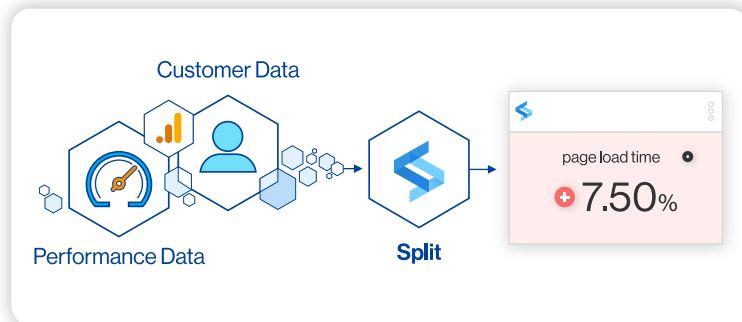 Customer Data
Performance Data
Split
page load time
+ 7.50%